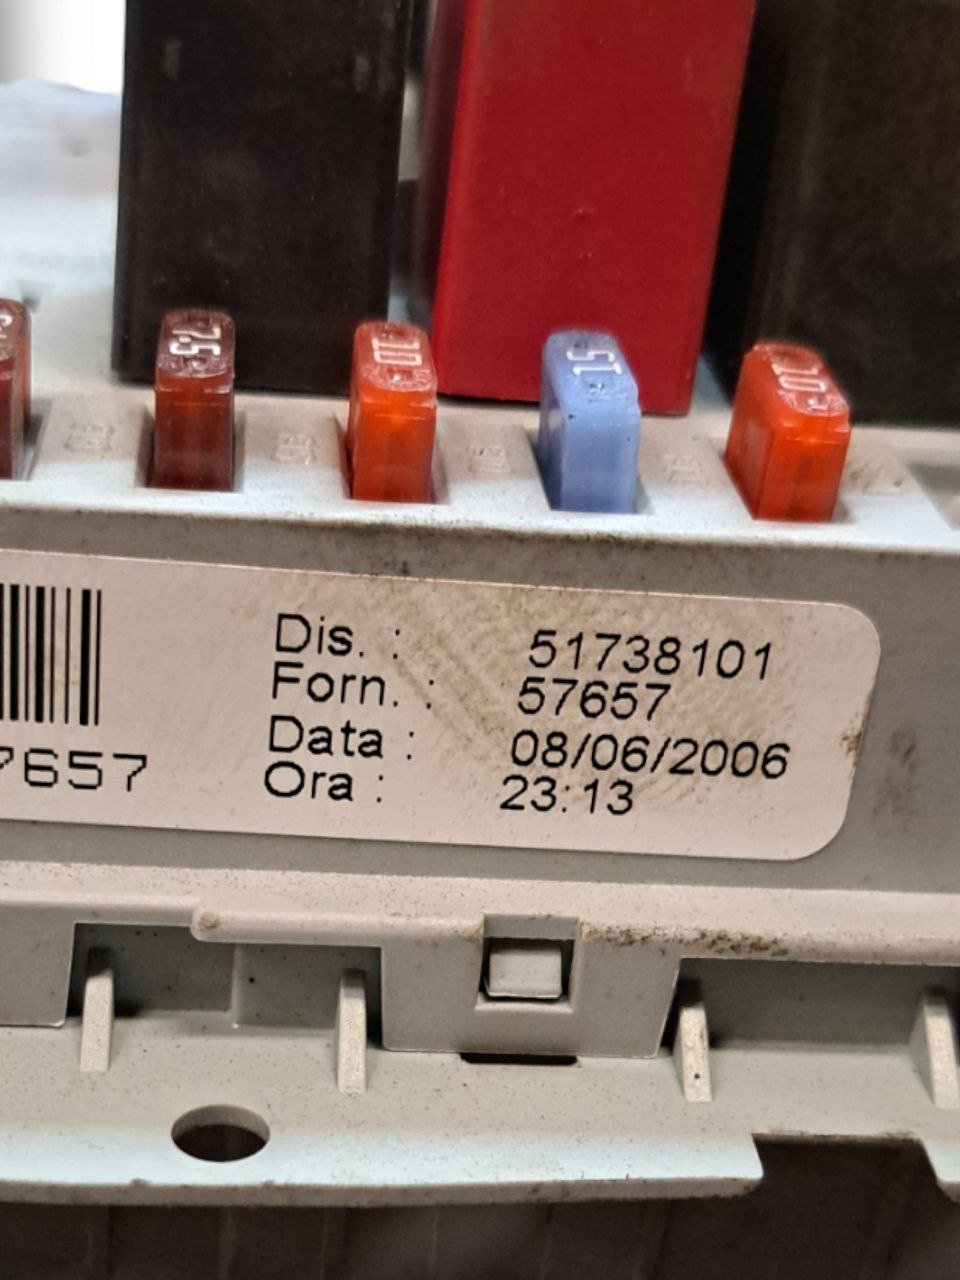 7.5
10
15
10
Dis. : 51738101
Forn. : 57657
Data : 08/06/2006
Ora : 23:13
7657